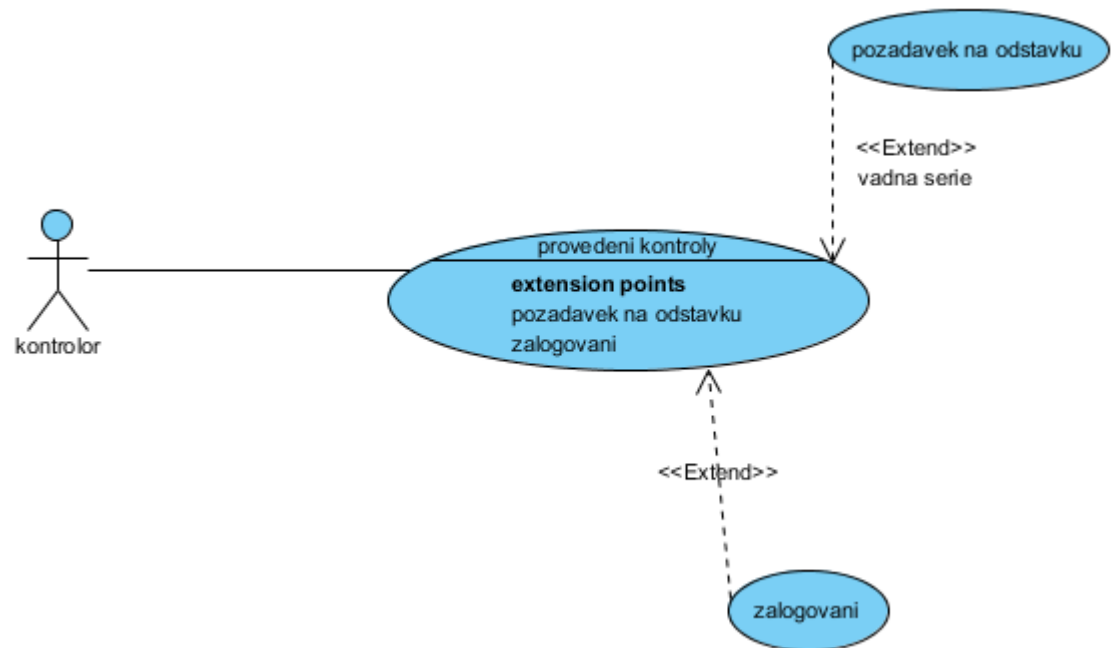 pozadavek na odstavku
<<Extend>>
vadna serie
provedeni kontroly
extension points
pozadavek na odstavku
zalogovani
kontrolor
<<Extend>>
zalogovani